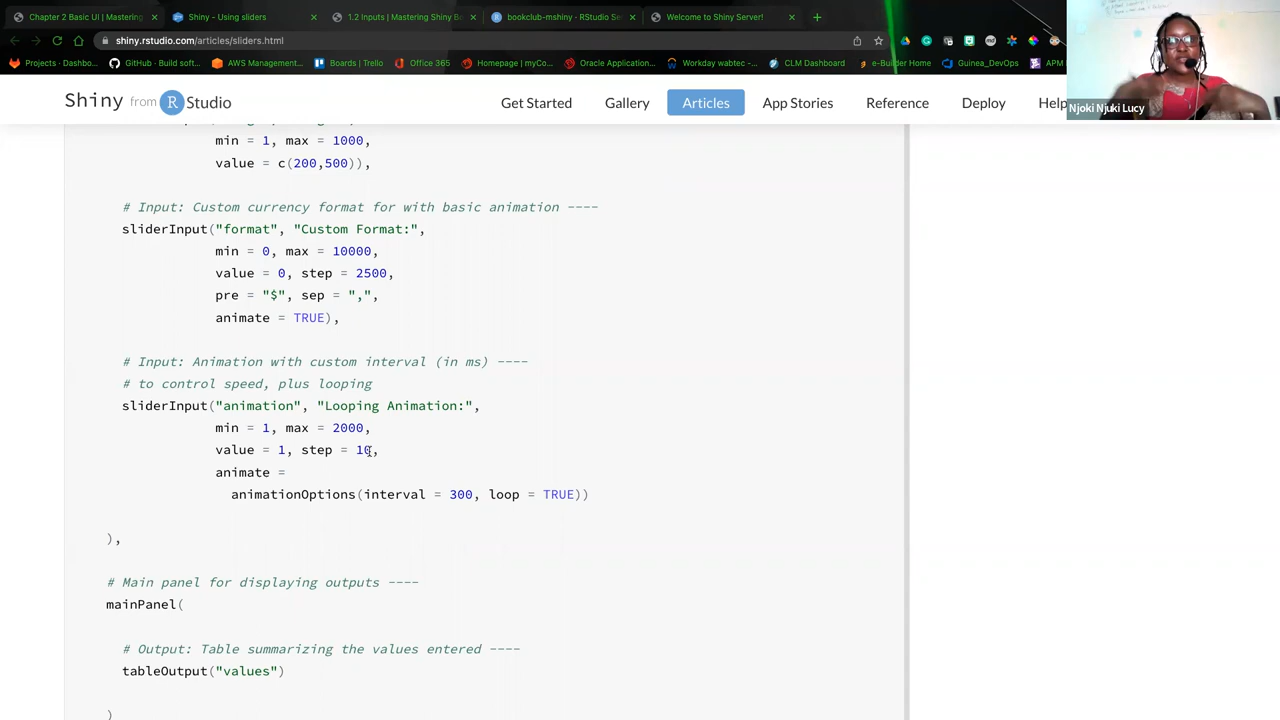 Chapter 2 Basic UI | Mastering
Shiny - Using sliders
1.2 Inputs | Mastering Shiny B
bookclub-mshiny - RStudio Se
Welcome to Shiny Server!
shiny.rstudio.com/articles/sliders.html
Projects · Dashbo...
GitHub · Build soft...
AWS Management...
Boards | Trello
Office 365
Homepage | myCo...
Oracle Application...
Workday wabtec -...
CLM Dashboard
e-Builder Home
Guinea_DevOps
APM
Shiny from R Studio
Get Started
Gallery
Articles
App Stories
Reference
Deploy
Help
Njoki Njuki Lucy
min = 1, max = 1000,
value = c(200,500)),
# Input: Custom currency format for with basic animation ----
sliderInput("format", "Custom Format:",
min = 0, max = 10000,
value = 0, step = 2500,
pre = "$", sep = ",",
animate = TRUE),
# Input: Animation with custom interval (in ms) ----
# to control speed, plus looping
sliderInput("animation", "Looping Animation:",
min = 1, max = 2000,
value = 1, step = 10,
animate =
animationOptions(interval = 300, loop = TRUE))
),
# Main panel for displaying outputs ----
mainPanel(
# Output: Table summarizing the values entered ----
tableOutput("values")
)